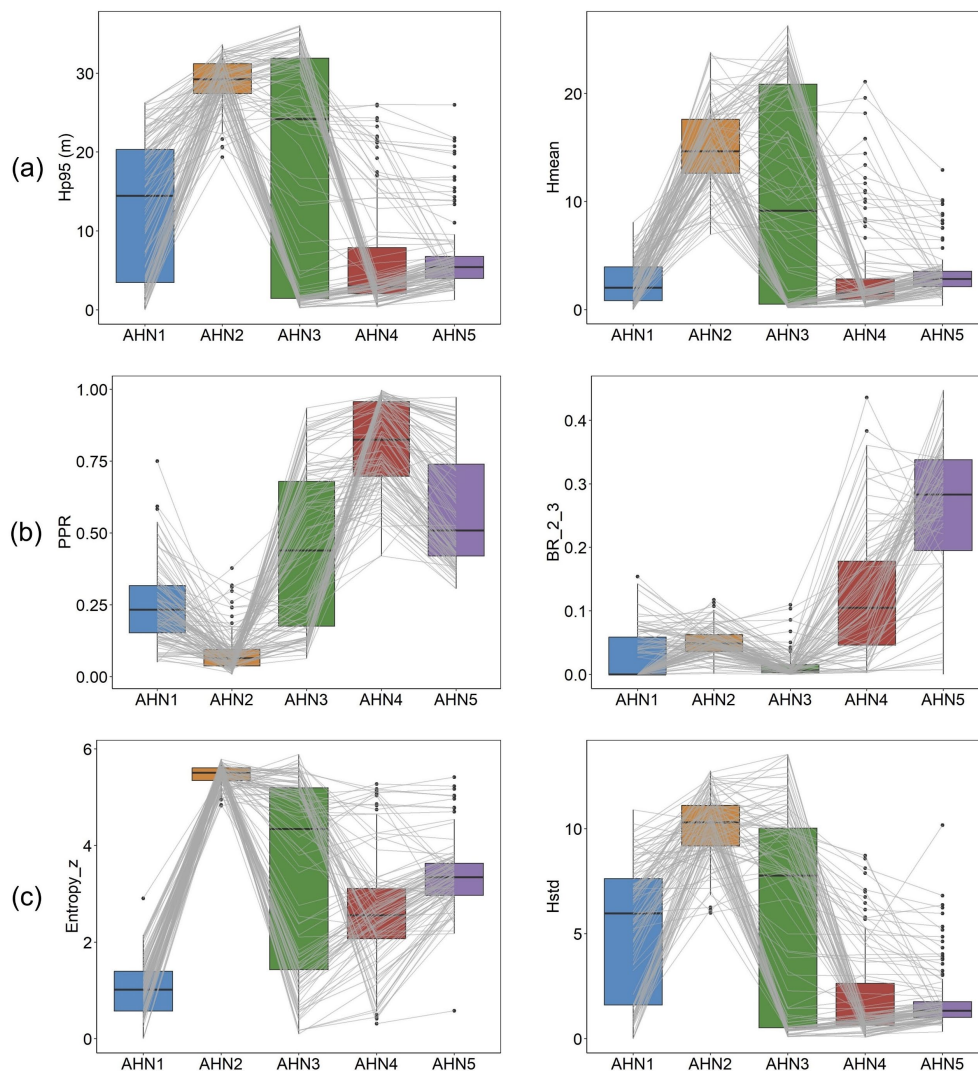 (a)
Hp95 (m)
30
20
10
0
AHN1 AHN2 AHN3 AHN4 AHN5
Hmean
20
10
0
AHN1 AHN2 AHN3 AHN4 AHN5
(b)
PPR
1.00
0.75
0.50
0.25
0.00
AHN1 AHN2 AHN3 AHN4 AHN5
BR_2_3
0.4
0.3
0.2
0.1
0.0
AHN1 AHN2 AHN3 AHN4 AHN5
(c)
Entropy_z
6
4
2
0
AHN1 AHN2 AHN3 AHN4 AHN5
Hstd
10
5
0
AHN1 AHN2 AHN3 AHN4 AHN5